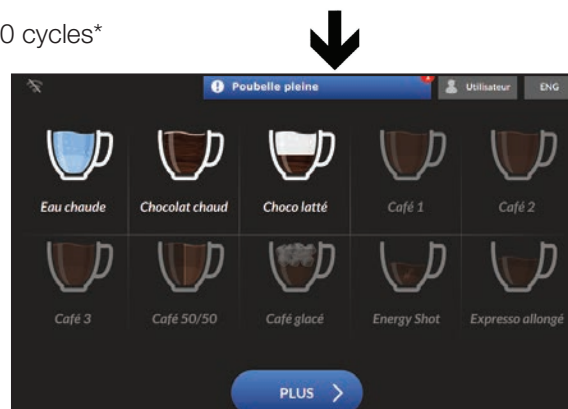 0 cycles*
Poubelle pleine
Utilisateur
ENG
Eau chaude
Chocolat chaud
Choco latté
Café 1
Café 2
Café 3
Café 50/50
Café glacé
Energy Shot
Expresso allongé
PLUS